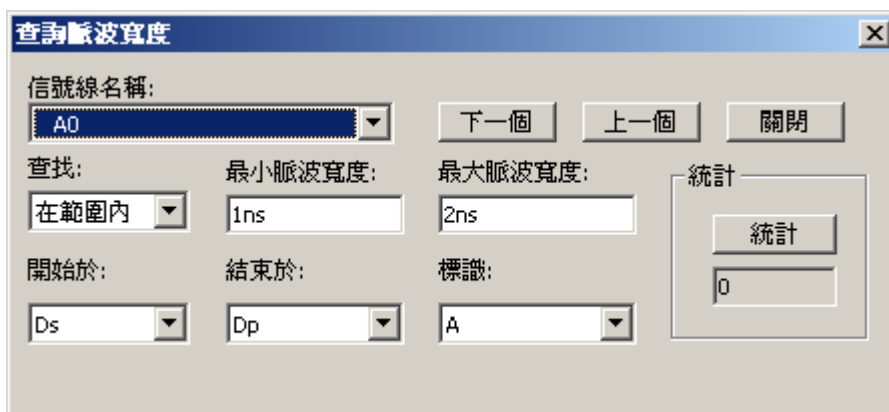 查詢脈波寬度
信號線名稱:
A0
下一個
上一個
關閉
查找:
最小脈波寬度:
最大脈波寬度:
統計
在範圍內
1ns
2ns
統計
開始於:
結束於:
標識:
0
Ds
Dp
A